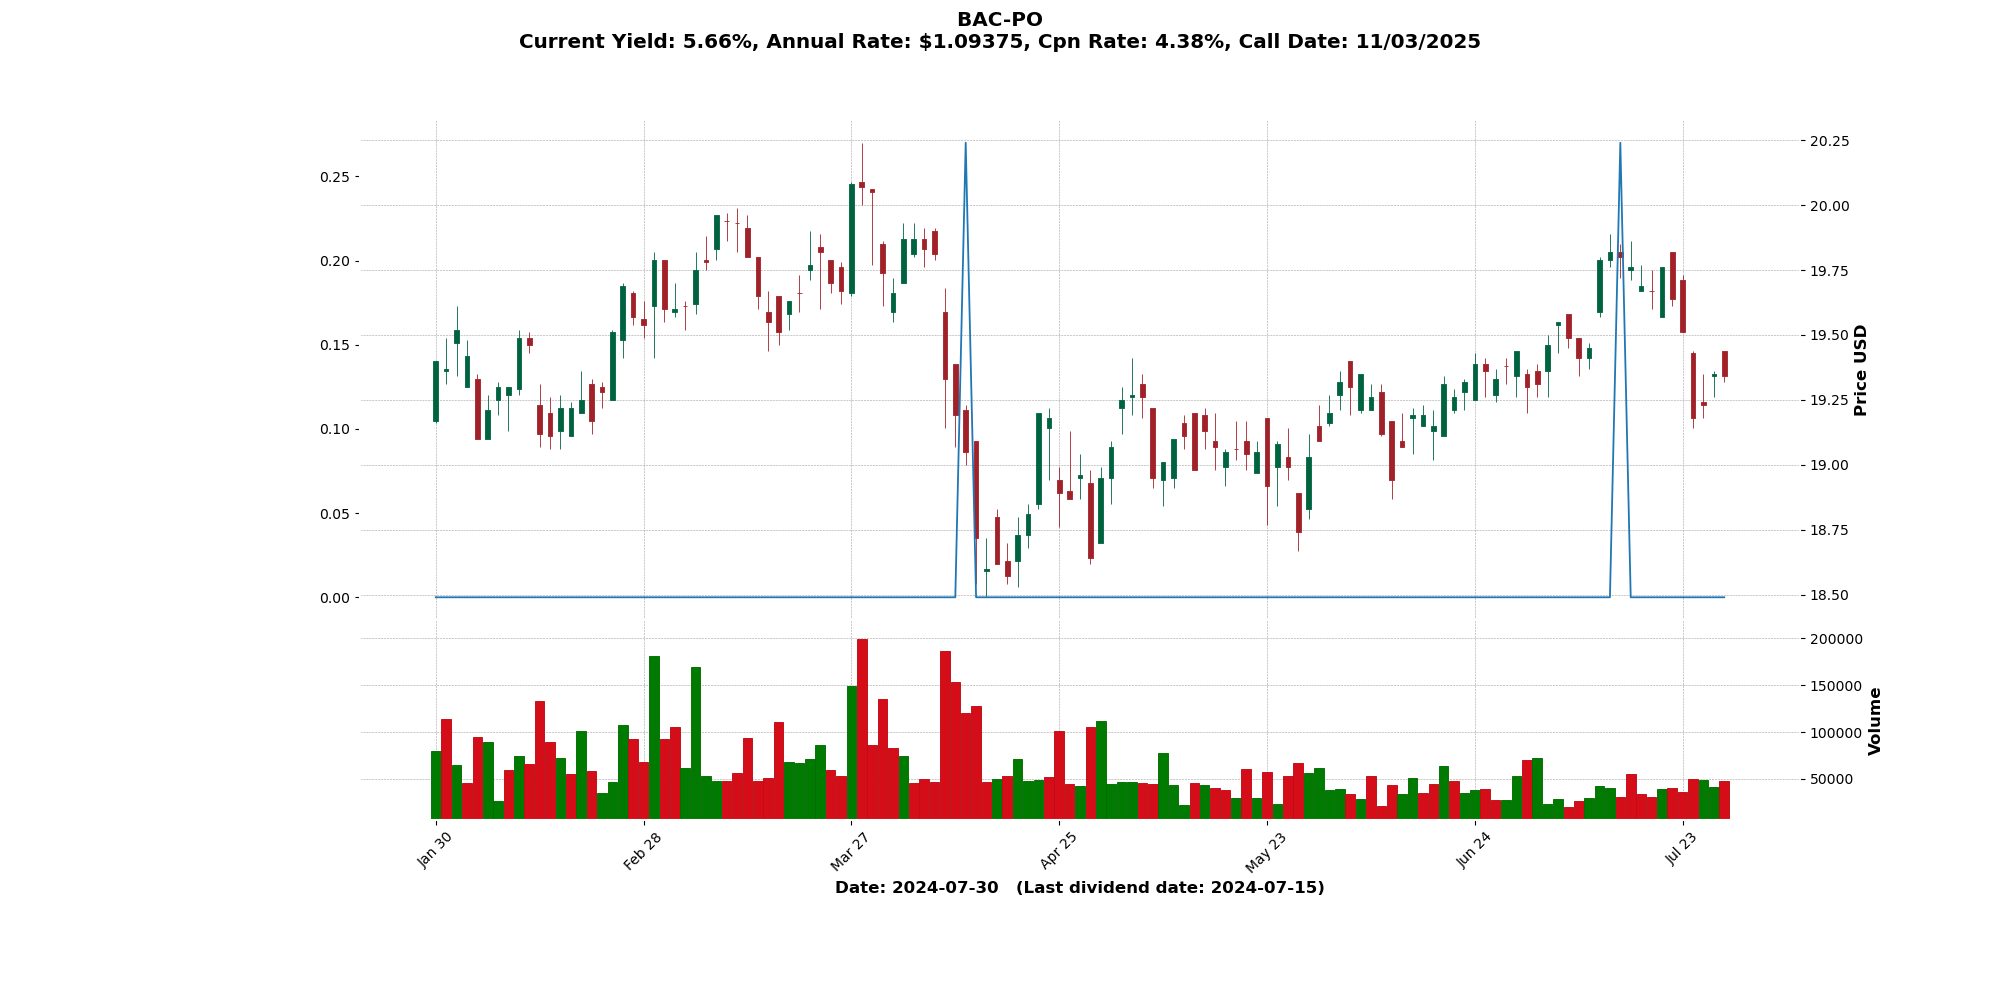 BAC-PO
Current Yield: 5.66%, Annual Rate: $1.09375, Cpn Rate: 4.38%, Call Date: 11/03/2025
0.25
0.20
0.15
0.10
0.05
0.00
20.25
20.00
19.75
19.50
19.25
19.00
18.75
18.50
Price USD
200000
150000
100000
50000
Volume
Jan 30
Feb 28
Mar 27
Apr 25
May 23
Jun 24
Jul 23
Date: 2024-07-30   (Last dividend date: 2024-07-15)